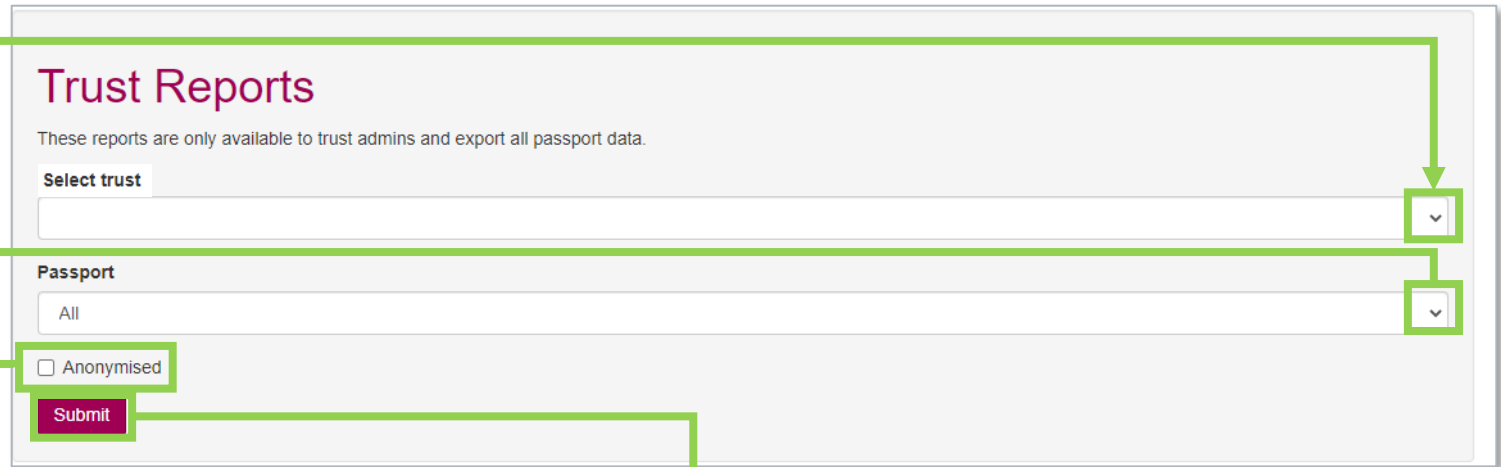 Trust Reports
These reports are only available to trust admins and export all passport data.
Select trust
Passport
All
Anonymised
Submit